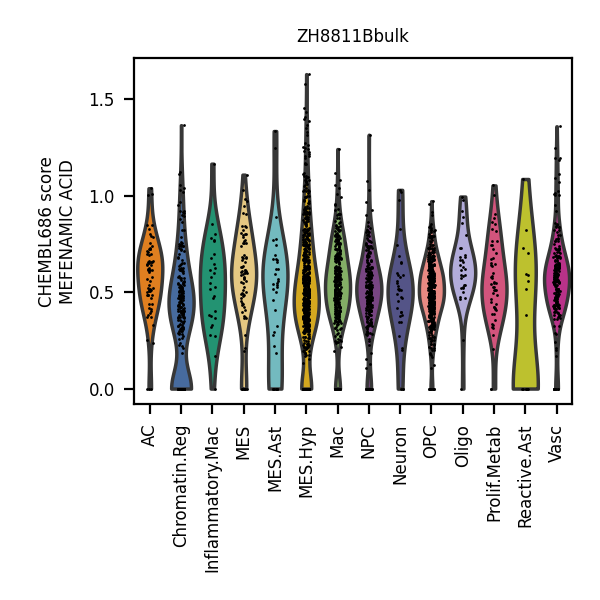 ZH8811Bbulk
CHEMBL686 score
MEFENAMIC ACID
1.5
1.0
0.5
0.0
AC
Chromatin.Reg
Inflammatory.Mac
MES
MES.Ast
MES.Hyp
Mac
NPC
Neuron
OPC
Oligo
Prolif.Metab
Reactive.Ast
Vasc